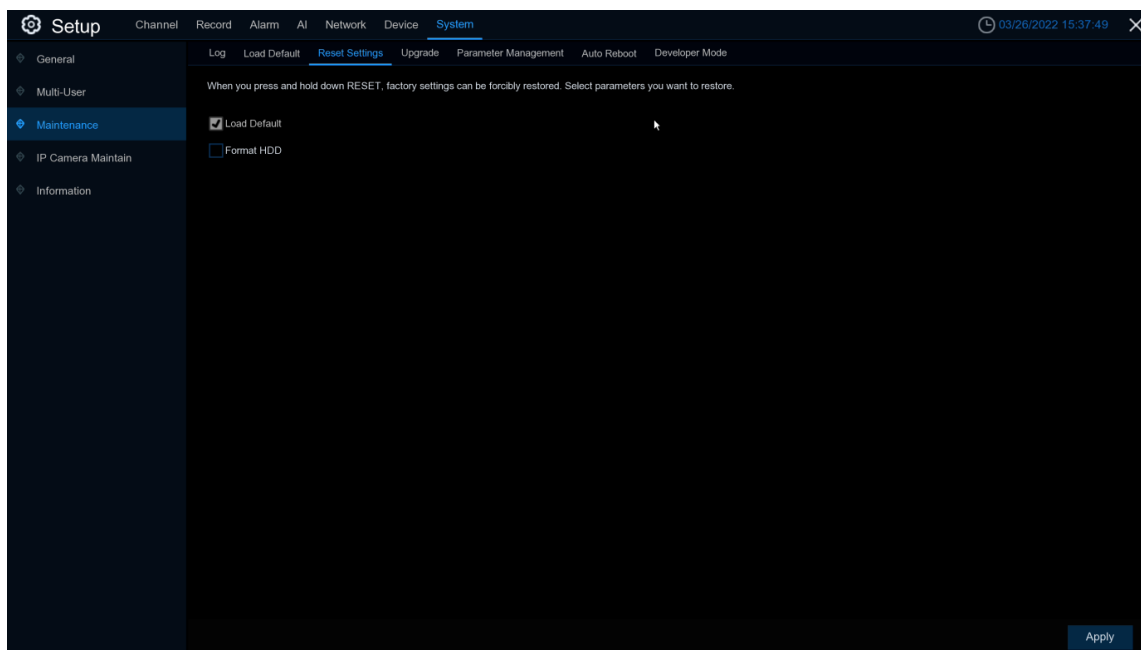 Setup Channel Record Alarm AI Network Device System 03/26/2022 15:37:49
General
Multi-User
Maintenance
IP Camera Maintain
Information
Log Load Default Reset Settings Upgrade Parameter Management Auto Reboot Developer Mode
When you press and hold down RESET, factory settings can be forcibly restored. Select parameters you want to restore.
Load Default
Format HDD
Apply